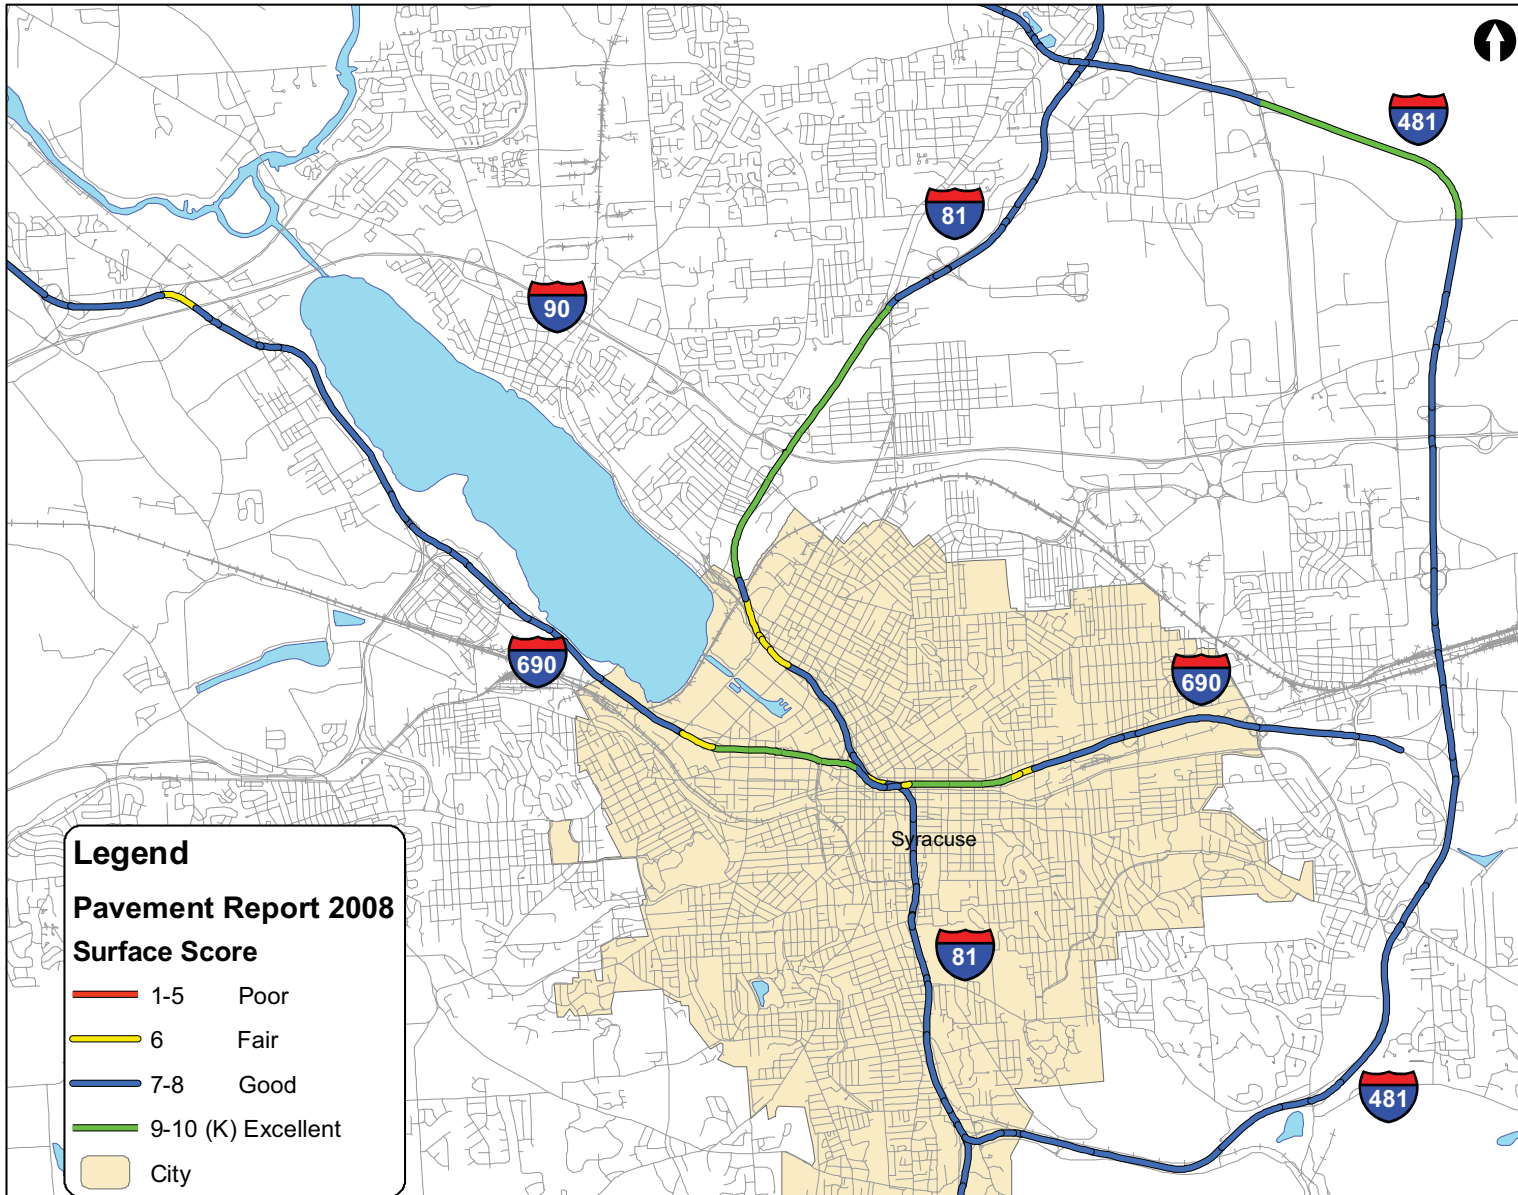 481
81
90
690
690
Syracuse
81
481
Legend
Pavement Report 2008
Surface Score
1-5 Poor
6 Fair
7-8 Good
9-10 (K) Excellent
City